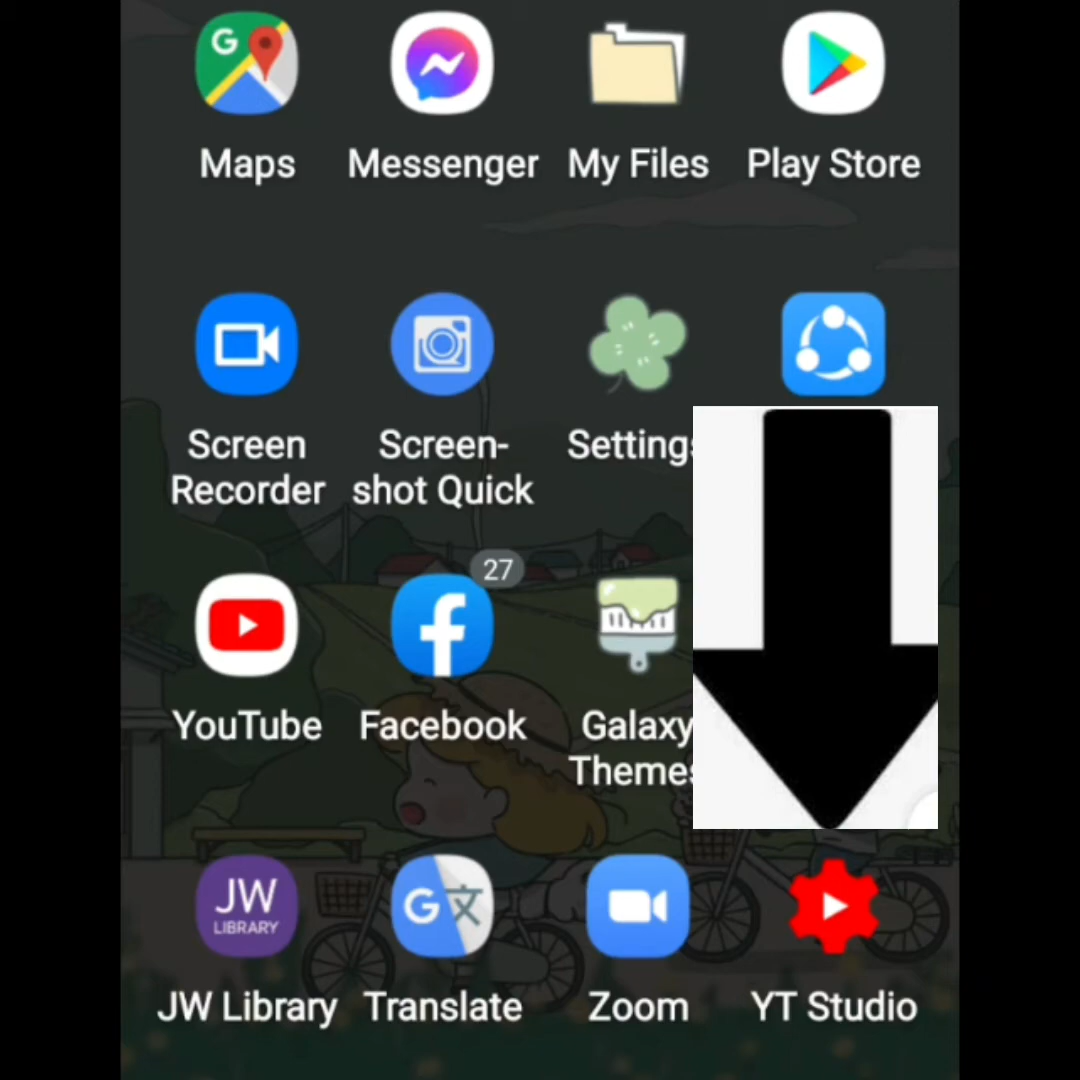 Maps Messenger My Files Play Store
Screen Screen- Settings
Recorder shot Quick
27
YouTube Facebook Galaxy
Themes
JW
LIBRARY
G 文
JW Library Translate Zoom YT Studio